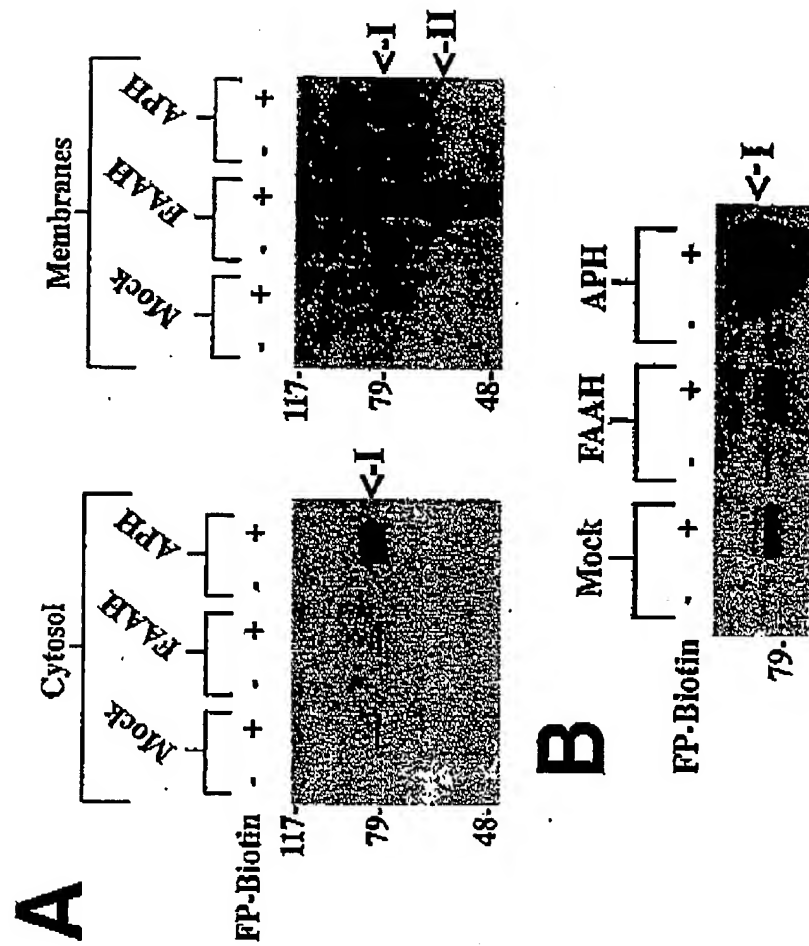 A
Cytosol
Mock FAAH APH
FP-Biotin - + - + - +
117-
79-
48-
<-I
Membranes
Mock FAAH APH
- + - + - +
117-
79-
48-
<-I
<-II
B
Mock FAAH APH
FP-Biotin - + - + - +
79-
<-I